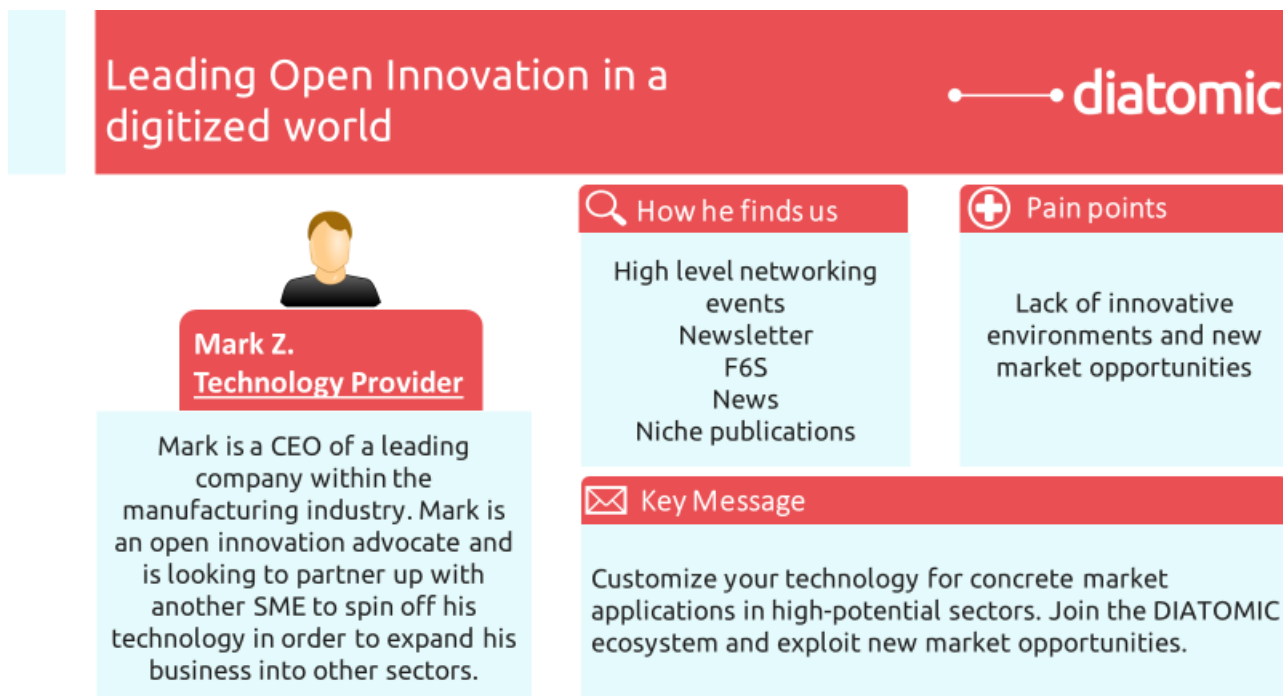 Leading Open Innovation in a
digitized world
diatomic
Mark Z.
Technology Provider
Mark is a CEO of a leading
company within the
manufacturing industry. Mark is
an open innovation advocate and
is looking to partner up with
another SME to spin off his
technology in order to expand his
business into other sectors.
How he finds us
High level networking
events
Newsletter
F6S
News
Niche publications
Pain points
Lack of innovative
environments and new
market opportunities
Key Message
Customize your technology for concrete market
applications in high-potential sectors. Join the DIATOMIC
ecosystem and exploit new market opportunities.